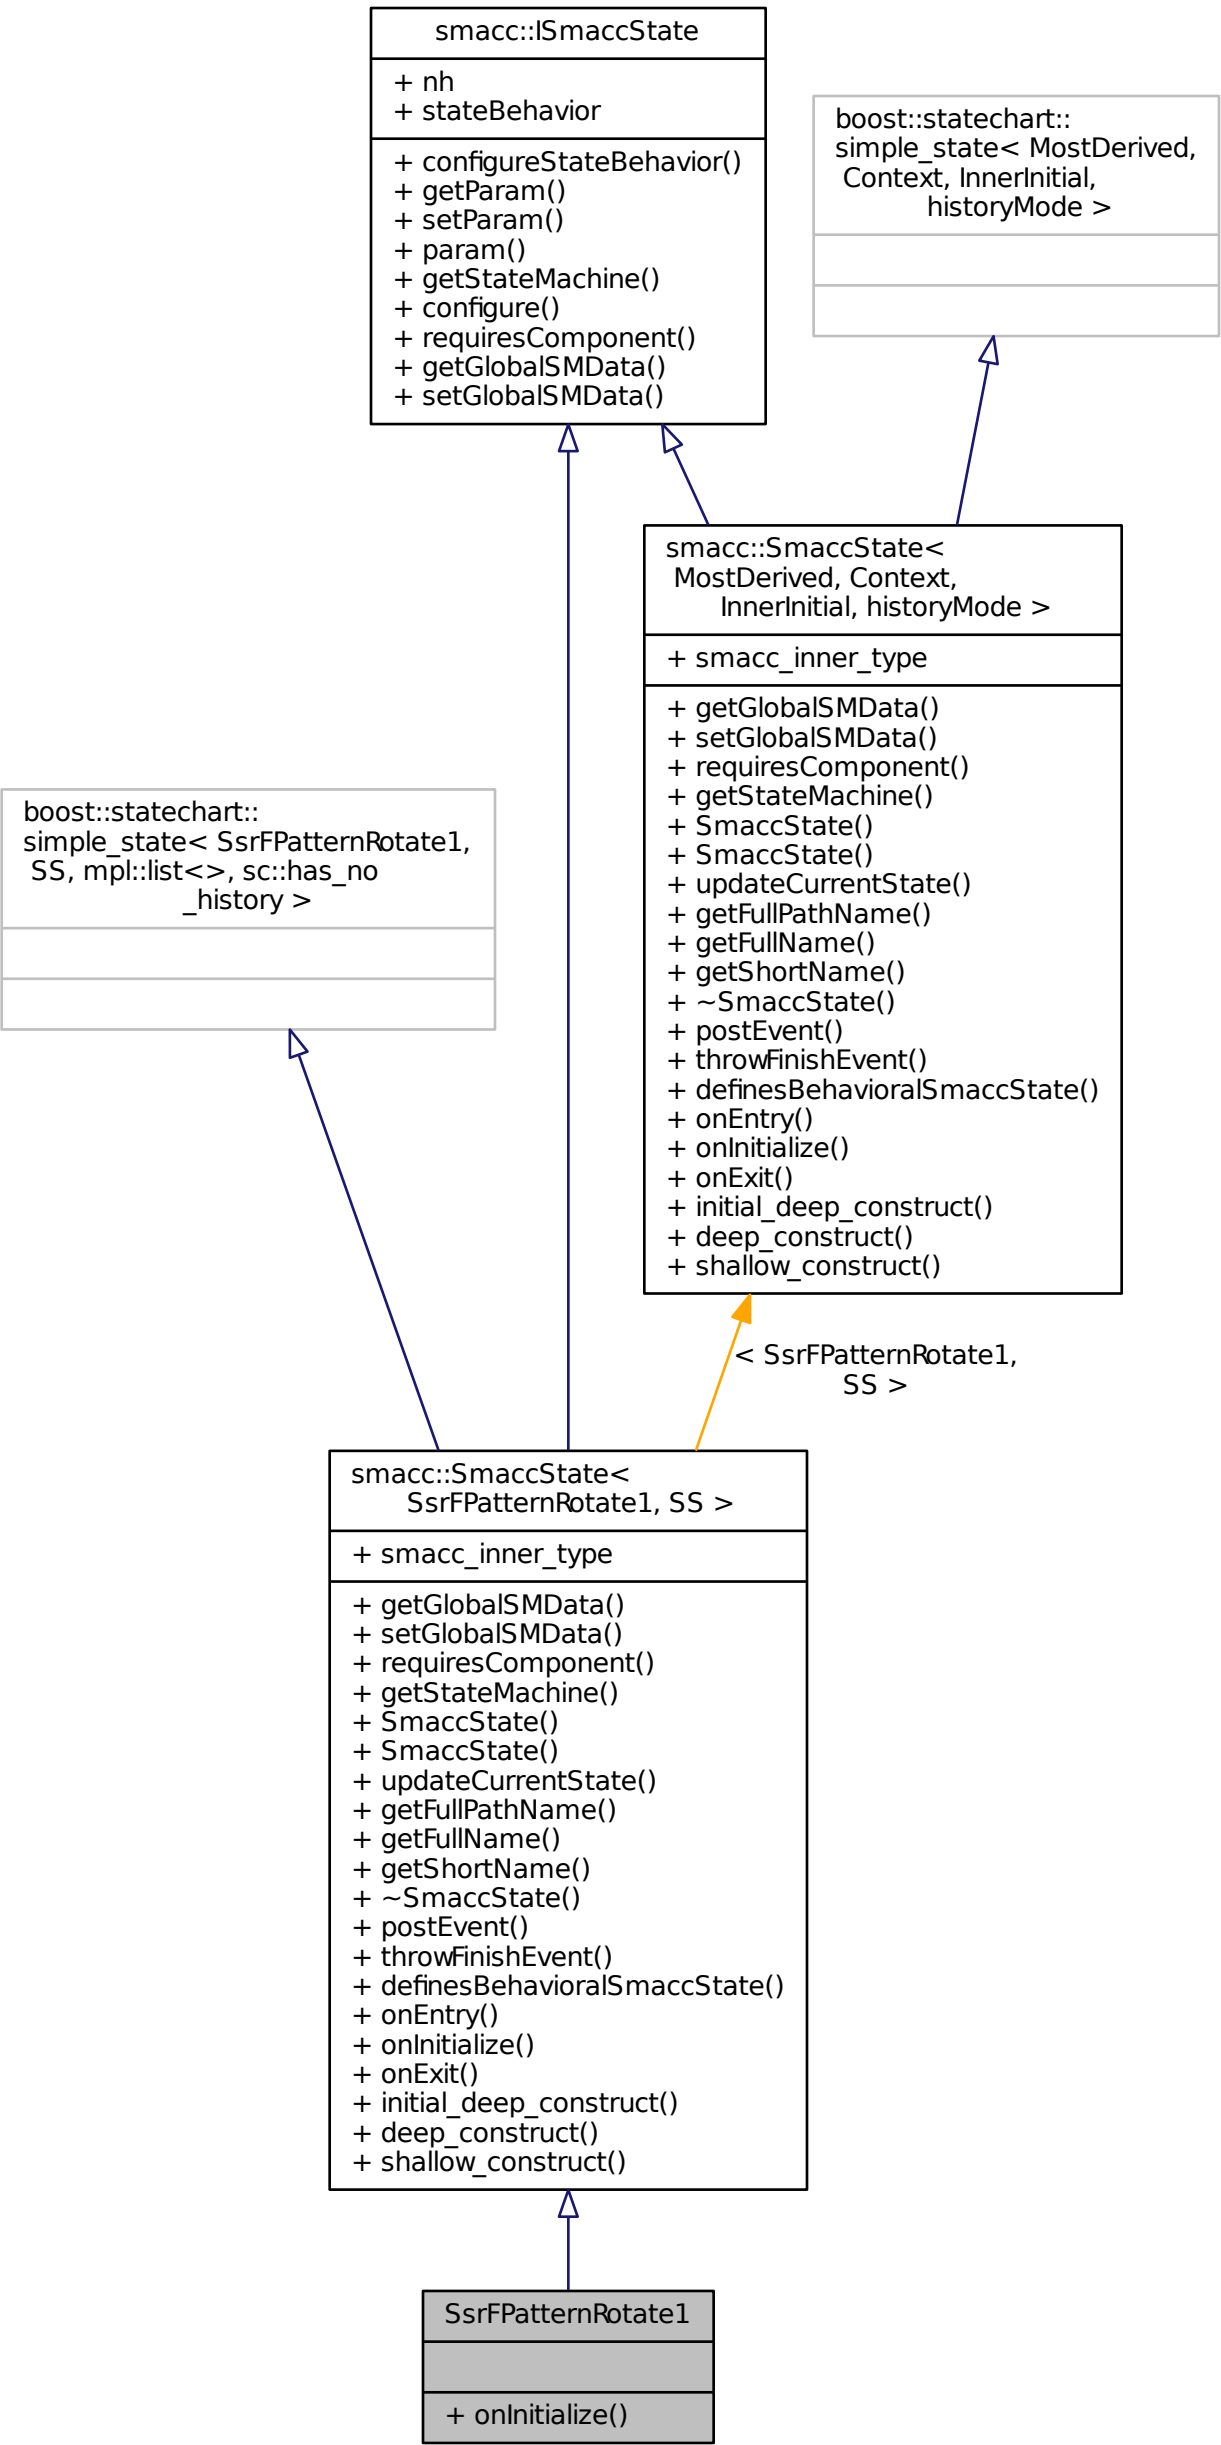 smacc::ISmaccState
+ nh
+ stateBehavior
+ configureStateBehavior()
+ getParam()
+ setParam()
+ param()
+ getStateMachine()
+ configure()
+ requiresComponent()
+ getGlobalSMData()
+ setGlobalSMData()
boost::statechart::
simple_state< MostDerived,
Context, InnerInitial,
historyMode >
smacc::SmaccState<
MostDerived, Context,
InnerInitial, historyMode >
+ smacc_inner_type
+ getGlobalSMData()
+ setGlobalSMData()
+ requiresComponent()
+ getStateMachine()
+ SmaccState()
+ SmaccState()
+ updateCurrentState()
+ getFullPathName()
+ getFullName()
+ getShortName()
+ ~SmaccState()
+ postEvent()
+ throwFinishEvent()
+ definesBehavioralSmaccState()
+ onEntry()
+ onInitialize()
+ onExit()
+ initial_deep_construct()
+ deep_construct()
+ shallow_construct()
boost::statechart::
simple_state< SsrFPatternRotate1,
SS, mpl::list<>, sc::has_no
_history >
< SsrFPatternRotate1,
SS >
smacc::SmaccState<
SsrFPatternRotate1, SS >
+ smacc_inner_type
+ getGlobalSMData()
+ setGlobalSMData()
+ requiresComponent()
+ getStateMachine()
+ SmaccState()
+ SmaccState()
+ updateCurrentState()
+ getFullPathName()
+ getFullName()
+ getShortName()
+ ~SmaccState()
+ postEvent()
+ throwFinishEvent()
+ definesBehavioralSmaccState()
+ onEntry()
+ onInitialize()
+ onExit()
+ initial_deep_construct()
+ deep_construct()
+ shallow_construct()
SsrFPatternRotate1
+ onInitialize()